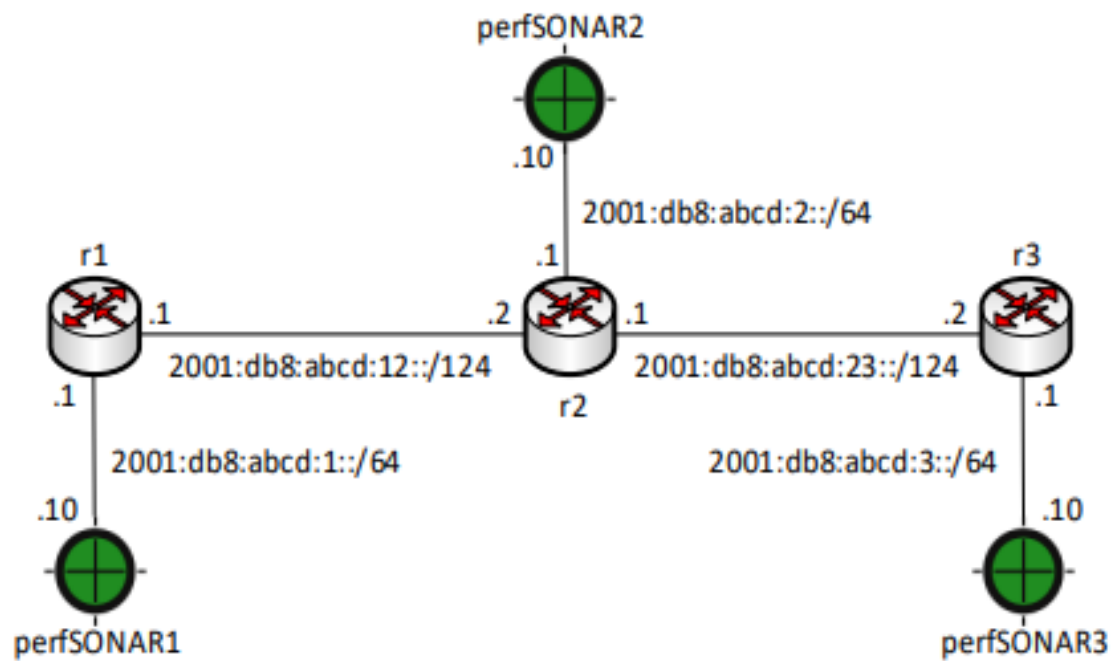 perfSONAR2
.10
2001:db8:abcd:2::/64
r1
.1
r3
.1
.2
.1
.2
2001:db8:abcd:12::/124
2001:db8:abcd:23::/124
.1
r2
.1
2001:db8:abcd:1::/64
2001:db8:abcd:3::/64
.10
.10
perfSONAR1
perfSONAR3